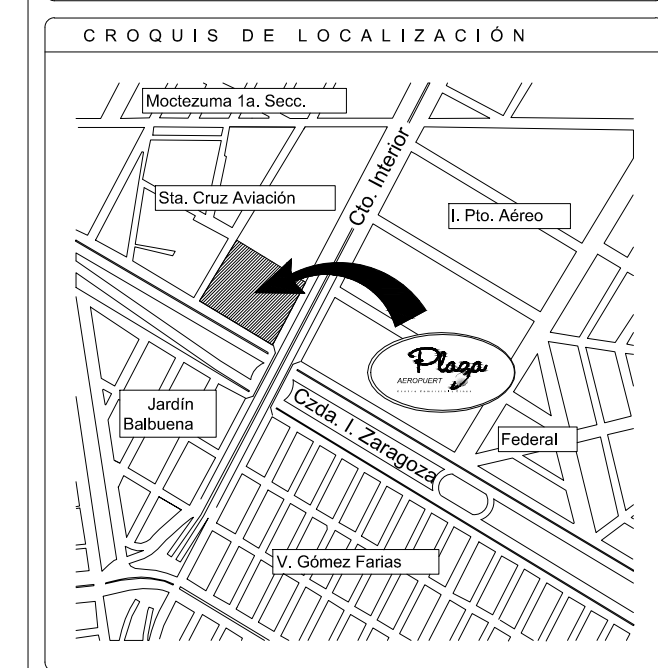 CROQUIS DE LOCALIZACIÓN
Moctezuma 1a. Secc.
Cto. Interior
Sta. Cruz Aviación
I. Pto. Aéreo
Plaza
AEROPUERT
Jardín
Balbuena
Czda. I. Zaragoza
Federal
V. Gómez Farias